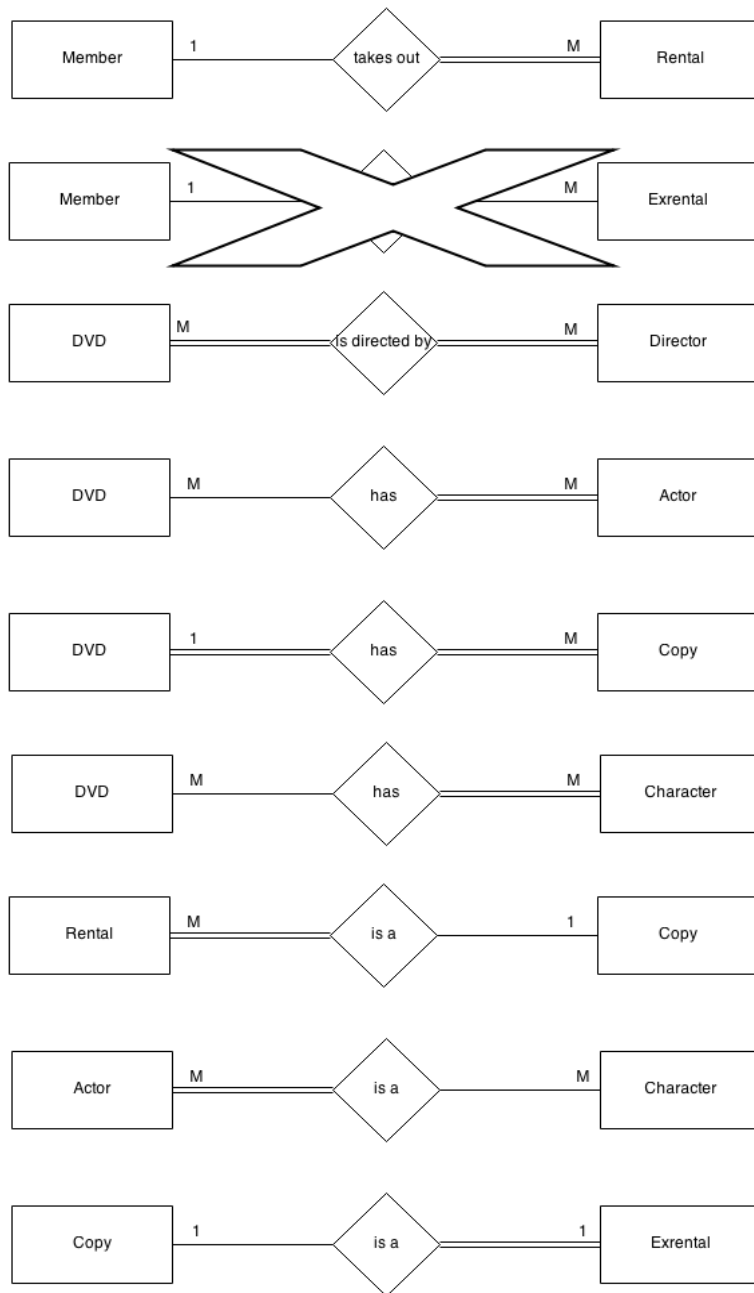 Member 1 takes out M Rental
Member 1 M Exrental
DVD M is directed by M Director
DVD M has M Actor
DVD 1 has M Copy
DVD M has M Character
Rental M is a 1 Copy
Actor M is a M Character
Copy 1 is a 1 Exrental